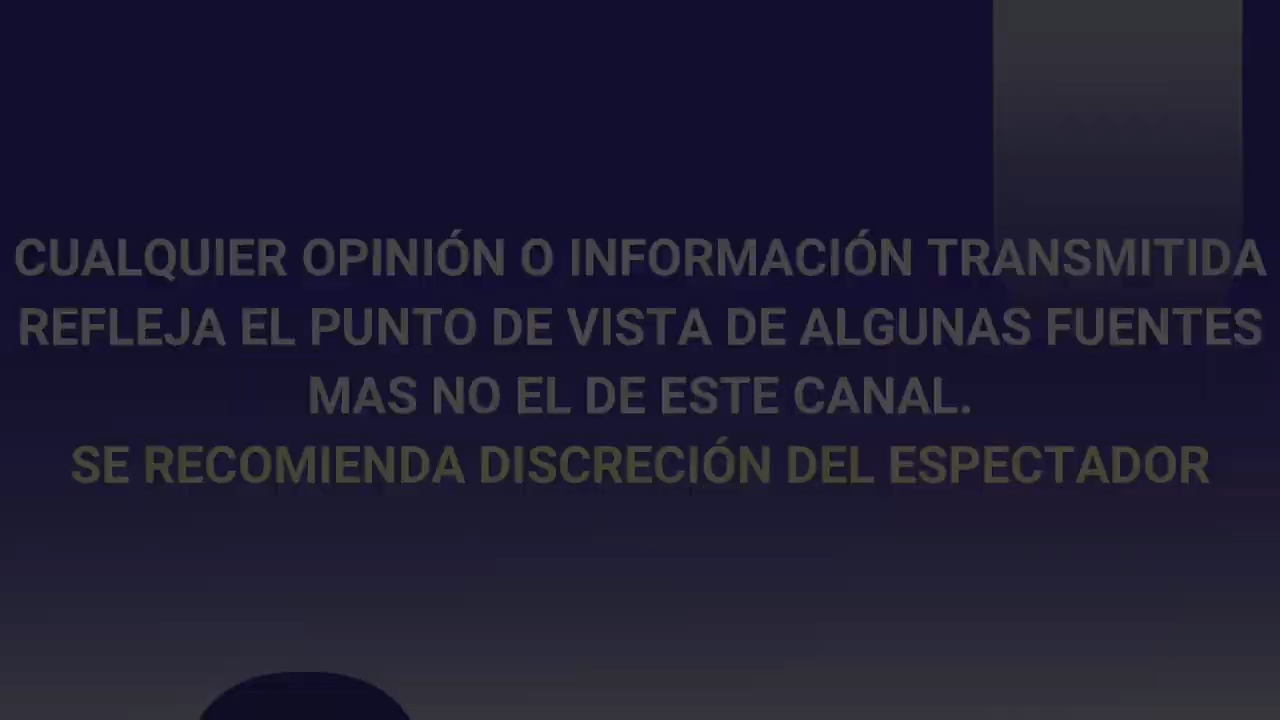 CUALQUIER OPINIÓN O INFORMACIÓN TRANSMITIDA
REFLEJA EL PUNTO DE VISTA DE ALGUNAS FUENTES
MAS NO EL DE ESTE CANAL.
SE RECOMIENDA DISCRECIÓN DEL ESPECTADOR